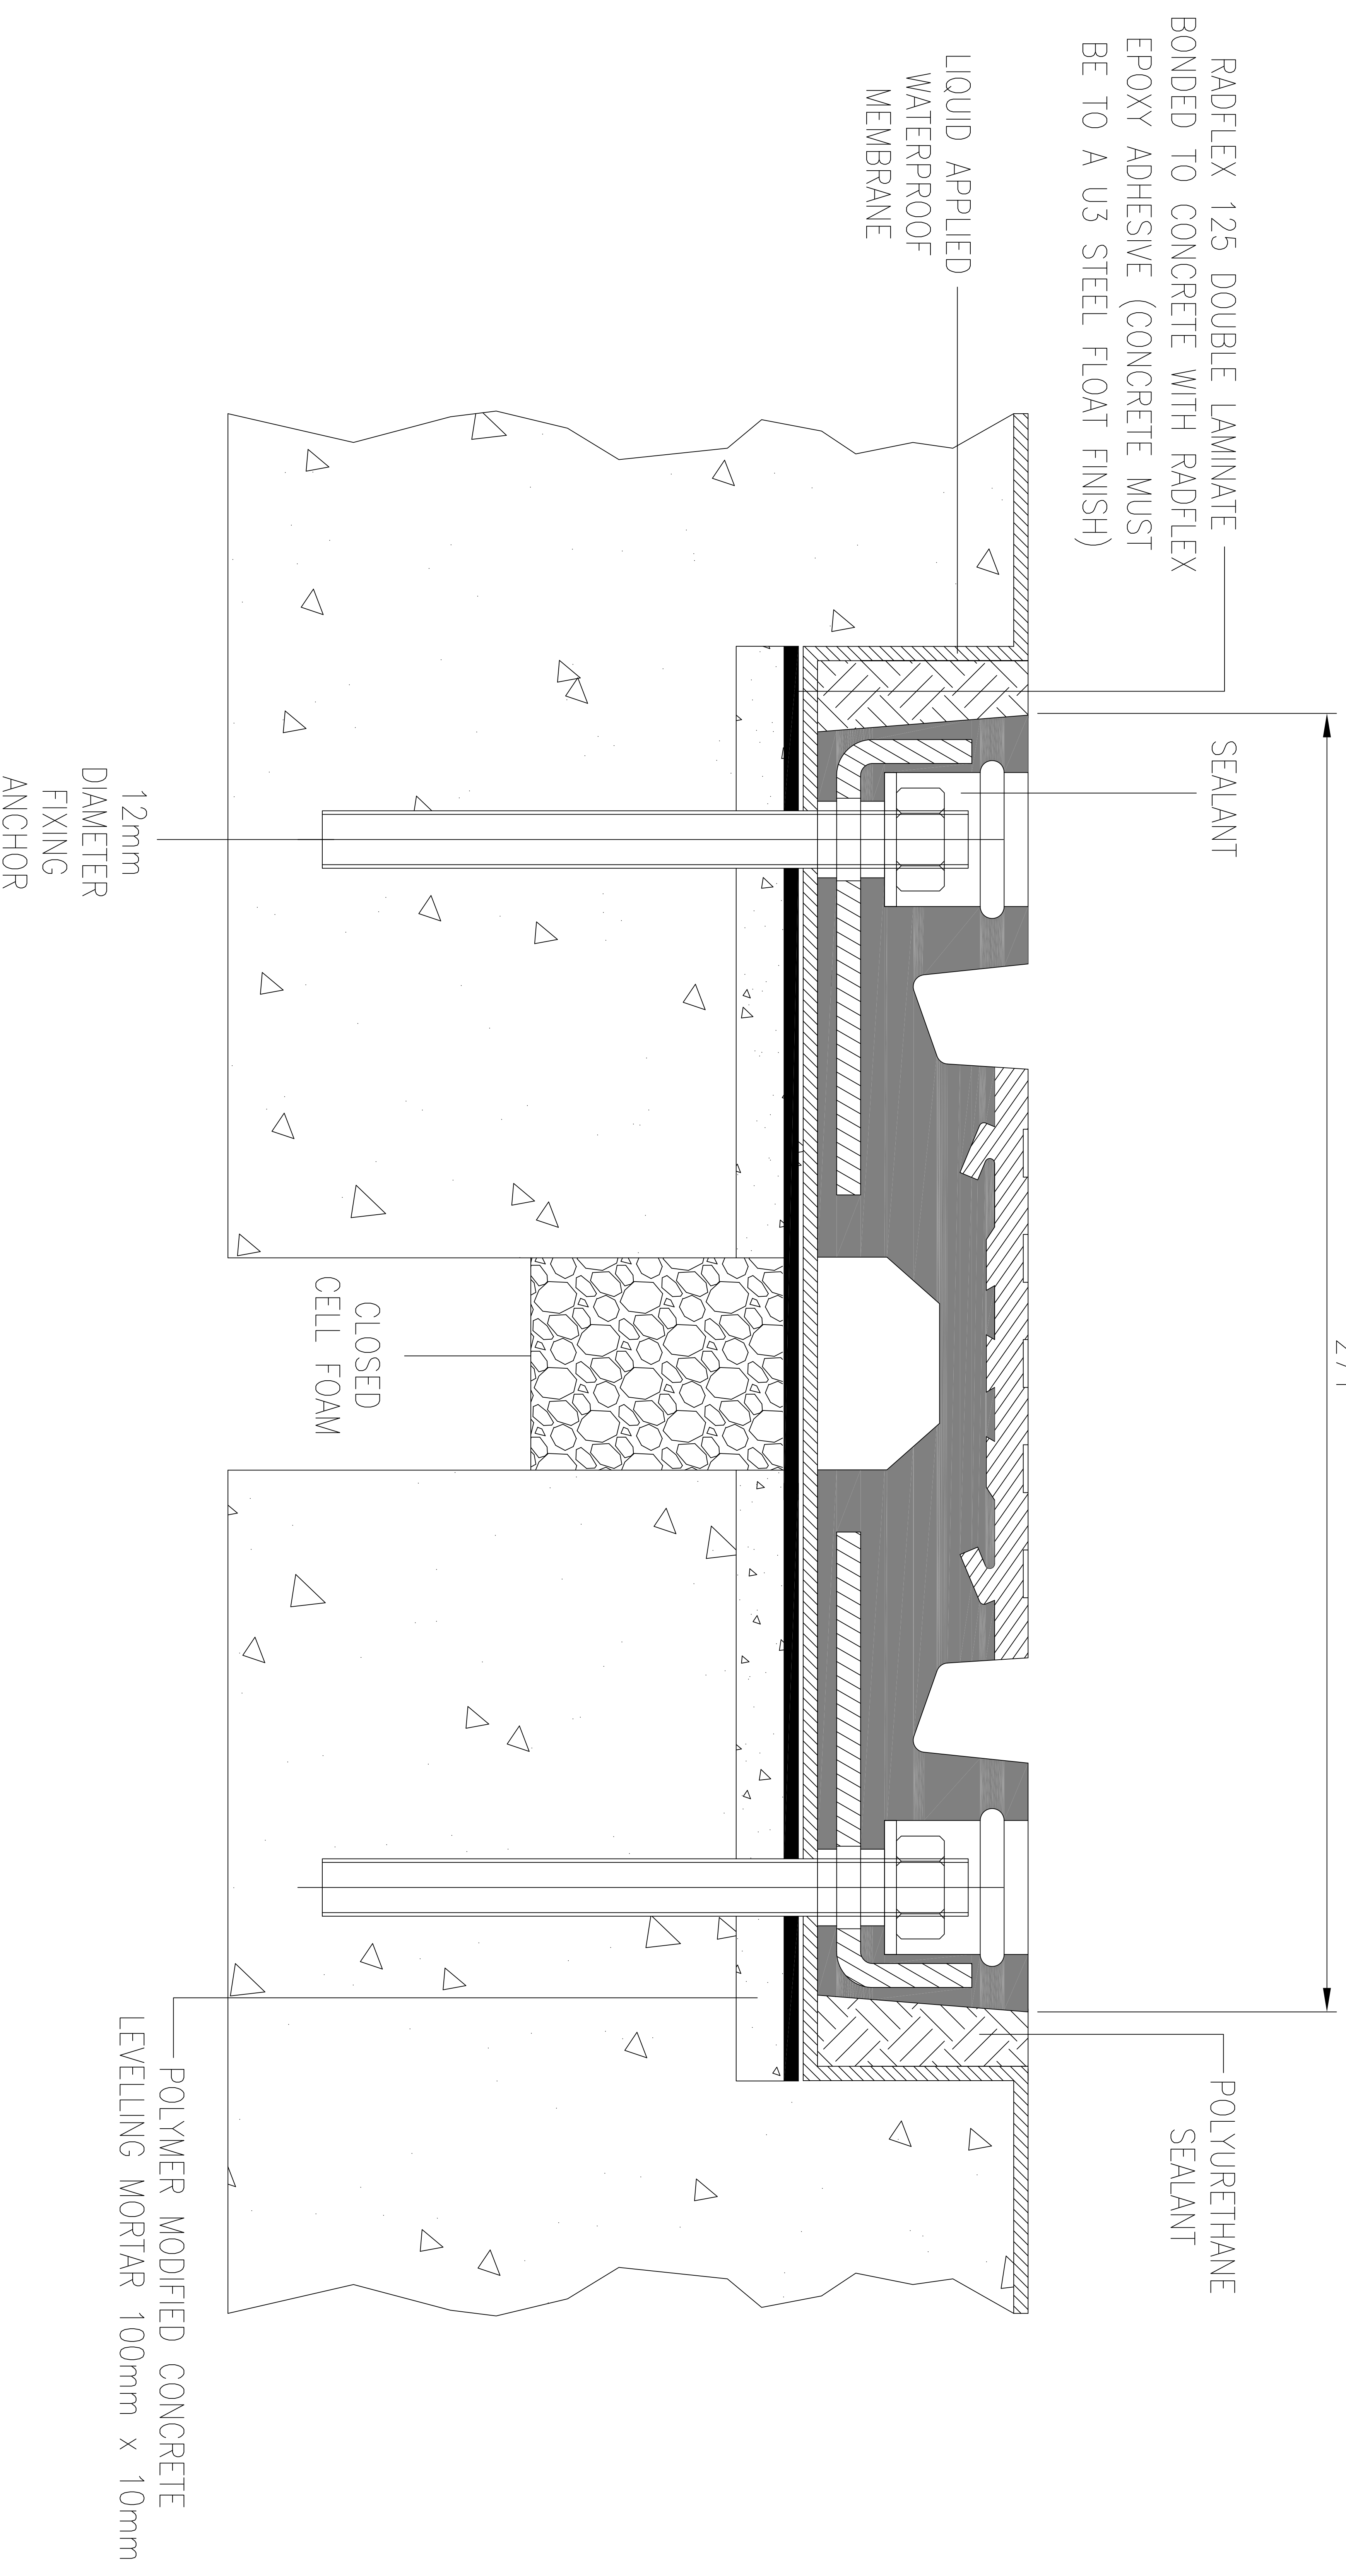 RADFLEX 125 DOUBLE LAMINATE
BONDED TO CONCRETE WITH RADFLEX
EPOXY ADHESIVE (CONCRETE MUST
BE TO A U3 STEEL FLOAT FINISH)
LIQUID APPLIED
WATERPROOF
MEMBRANE
SEALANT
POLYURETHANE
SEALANT
12mm
DIAMETER
FIXING
ANCHOR
CLOSED
CELL FOAM
POLYMER MODIFIED CONCRETE
LEVELLING MORTAR 100mm x 10mm